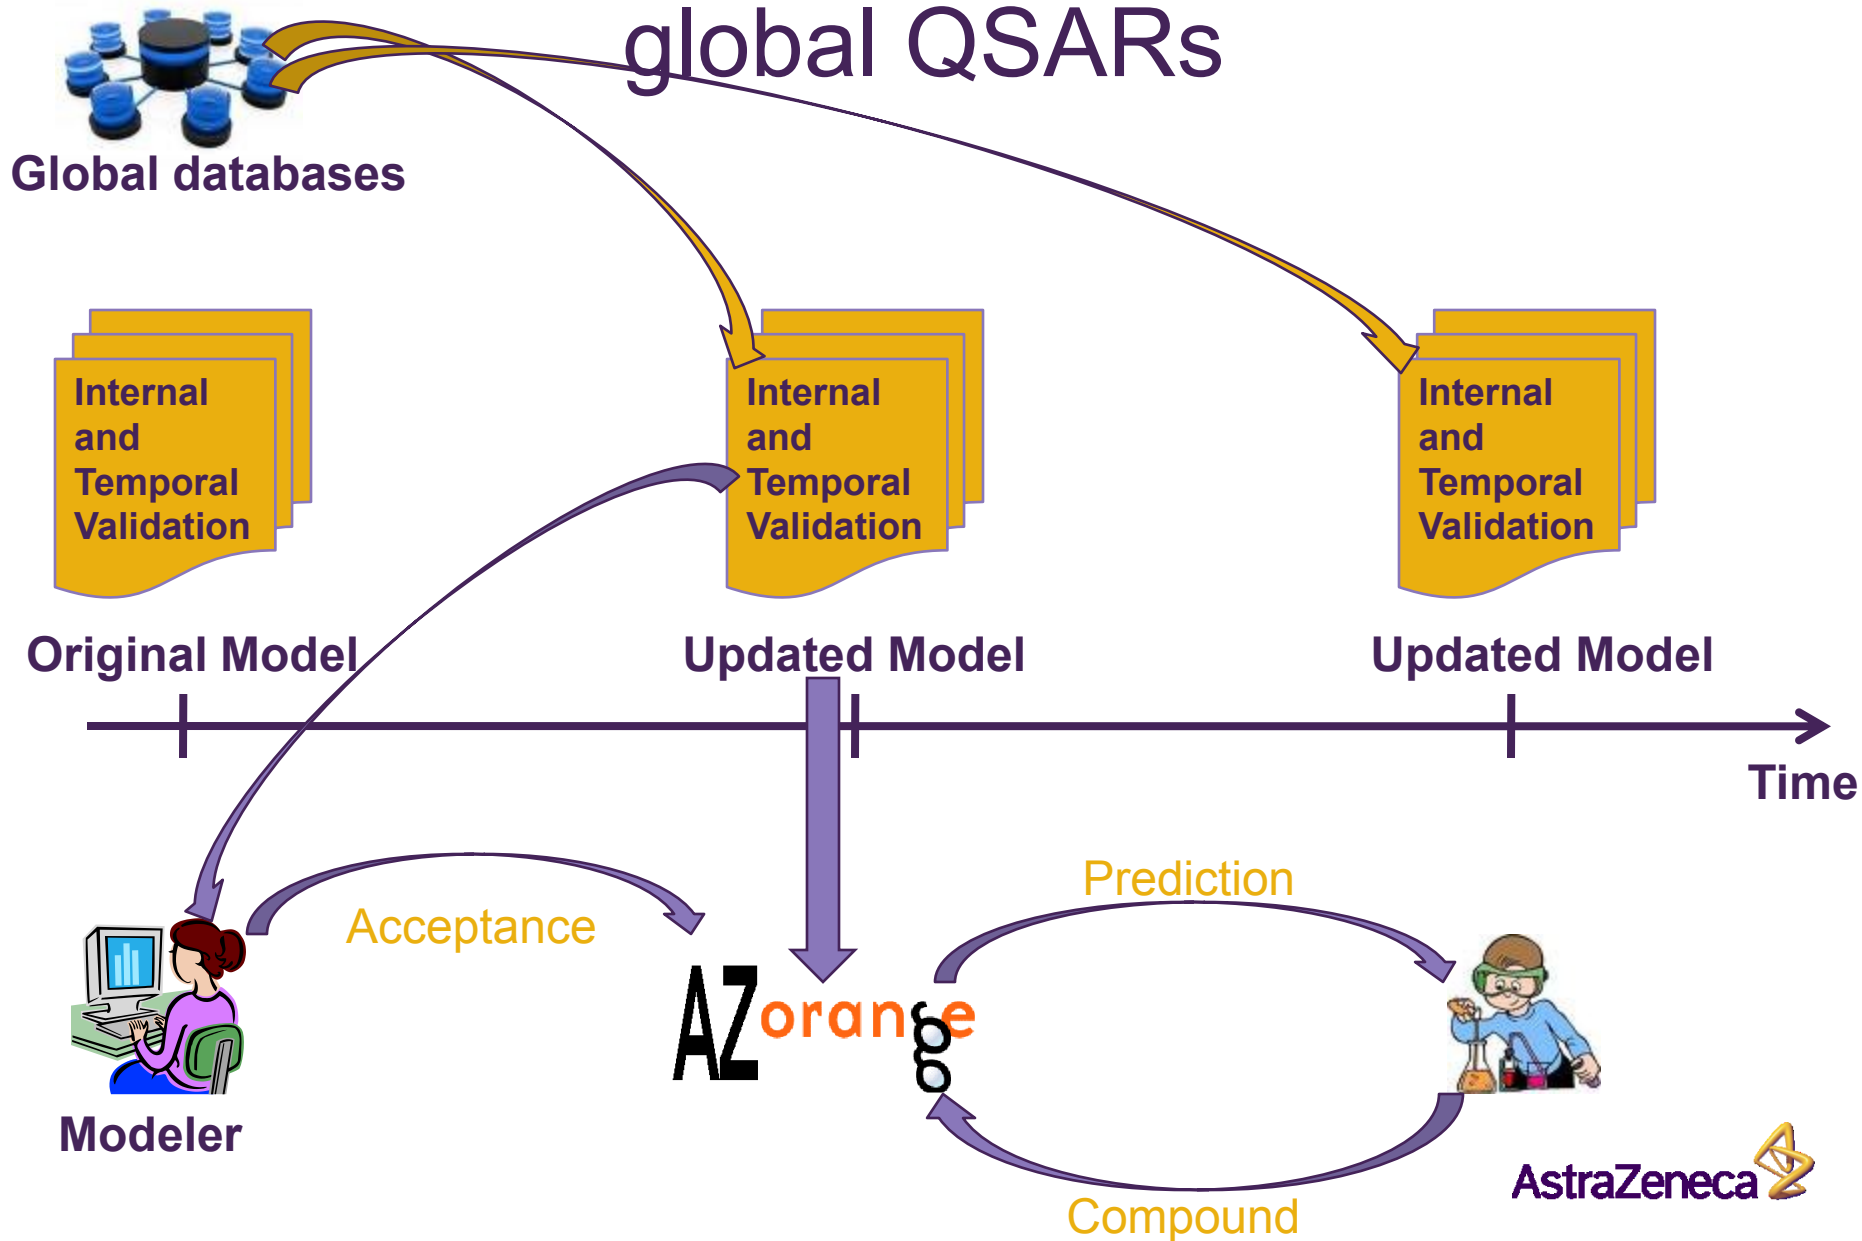 global QSARs
Global databases
Internal
and
Temporal
Validation
Internal
and
Temporal
Validation
Internal
and
Temporal
Validation
Original Model
Updated Model
Updated Model
Time
Acceptance
Prediction
AZorange
Modeler
AstraZeneca
Compound